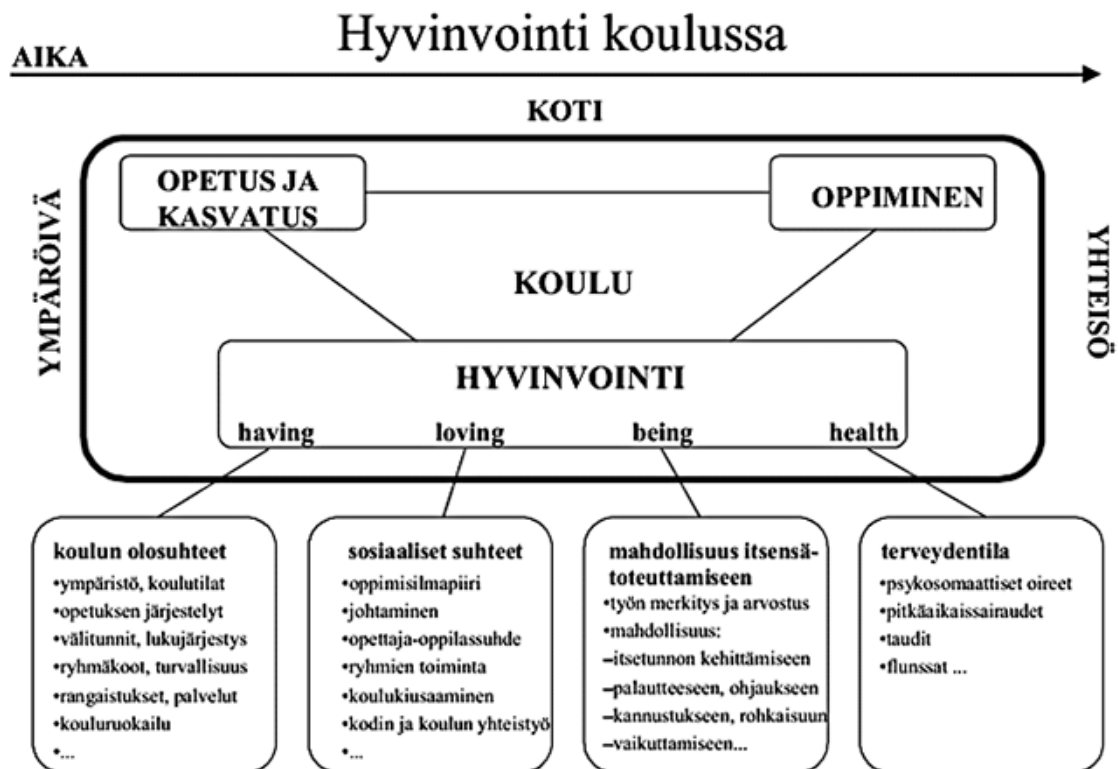 Hyvinvointi koulussa
AIKA
KOTI
YMPÄRÖIVÄ
YHTEISÖ
OPETUS JA
KASVATUS
OPPIMINEN
KOULU
HYVINVOINTI
having
loving
being
health
koulun olosuhteet
•ympäristö, koulutilat
•opetuksen järjestelyt
•välitunnit, lukujärjestys
•ryhmäkoot, turvallisuus
•rangaistukset, palvelut
•kouluruokailu
•...
sosiaaliset suhteet
•oppimisilmapiiri
•johtaminen
•opettaja-oppilassuhde
•ryhmien toiminta
•koulukiusaaminen
•kodin ja koulun yhteistyö
•...
mahdollisuus itsensä-
toteuttamiseen
•työn merkitys ja arvostus
•mahdollisuus:
–itsetunnon kehittämiseen
–palautteeseen, ohjaukseen
–kannustukseen, rohkaisuun
–vaikuttamiseen...
terveydentila
•psykosomaattiset oireet
•pitkäaikaissairaudet
•taudit
•flunssat ...